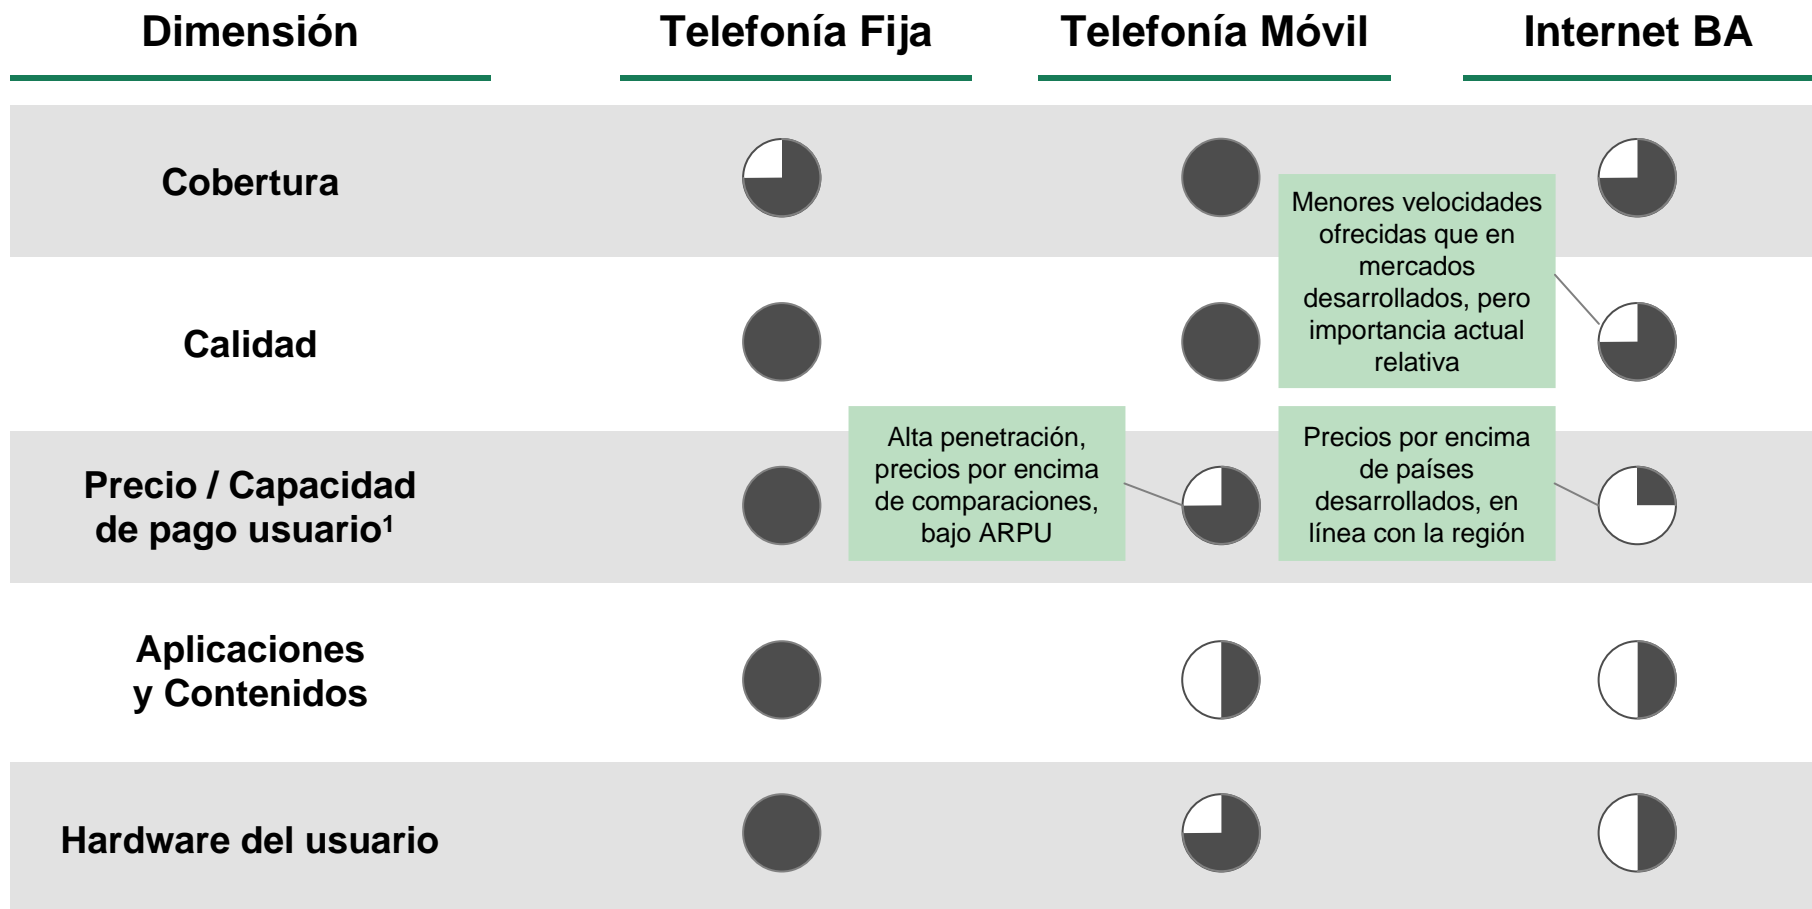 Dimensión
Telefonía Fija
Telefonía Móvil
Internet BA
Cobertura
Menores velocidades
ofrecidas que en
mercados
desarrollados, pero
importancia actual
relativa
Calidad
Precio / Capacidad
de pago usuario¹
Alta penetración,
precios por encima
de comparaciones,
bajo ARPU
Precios por encima
de países
desarrollados, en
línea con la región
Aplicaciones
y Contenidos
Hardware del usuario